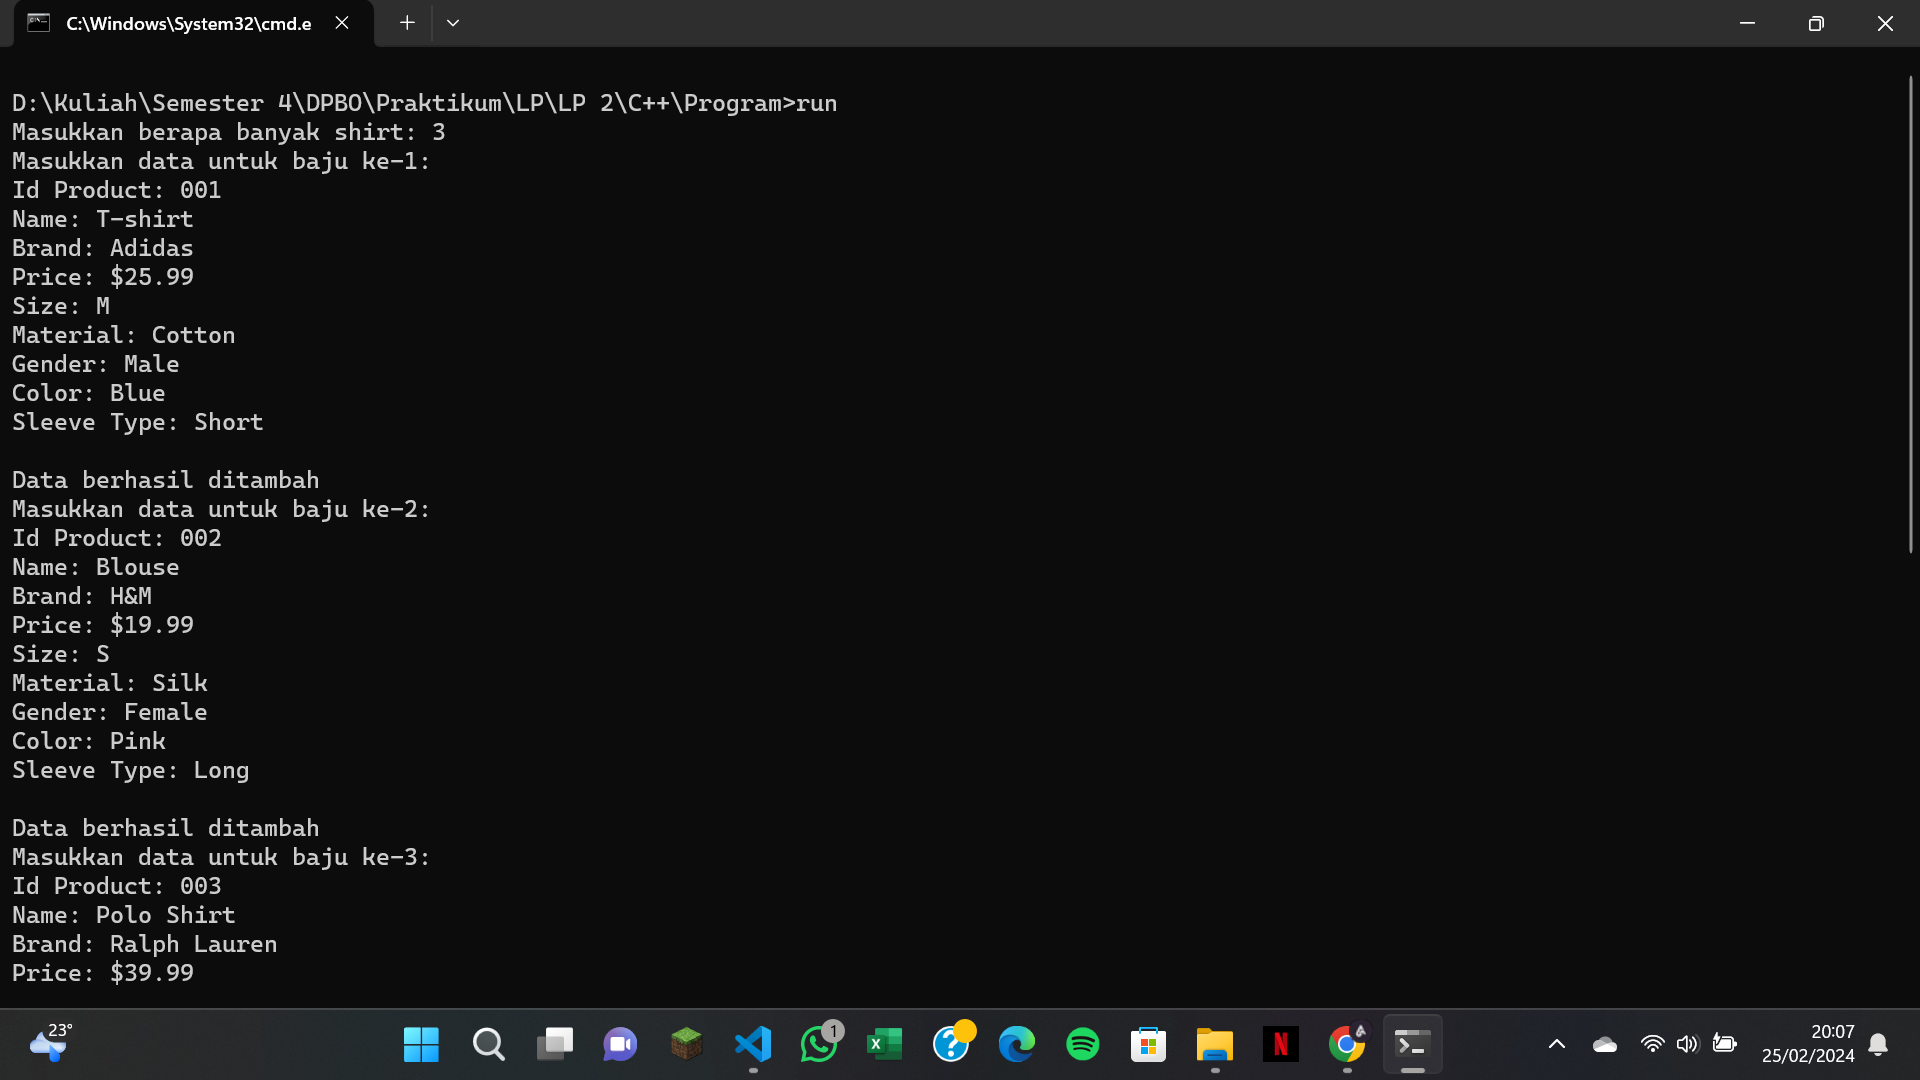 C:\Windows\System32\cmd.e
D:\Kuliah\Semester 4\DPBO\Praktikum\LP\LP 2\C++\Program>run
Masukkan berapa banyak shirt: 3
Masukkan data untuk baju ke-1:
Id Product: 001
Name: T-shirt
Brand: Adidas
Price: $25.99
Size: M
Material: Cotton
Gender: Male
Color: Blue
Sleeve Type: Short
Data berhasil ditambah
Masukkan data untuk baju ke-2:
Id Product: 002
Name: Blouse
Brand: H&M
Price: $19.99
Size: S
Material: Silk
Gender: Female
Color: Pink
Sleeve Type: Long
Data berhasil ditambah
Masukkan data untuk baju ke-3:
Id Product: 003
Name: Polo Shirt
Brand: Ralph Lauren
Price: $39.99
23°
1
20:07
25/02/2024